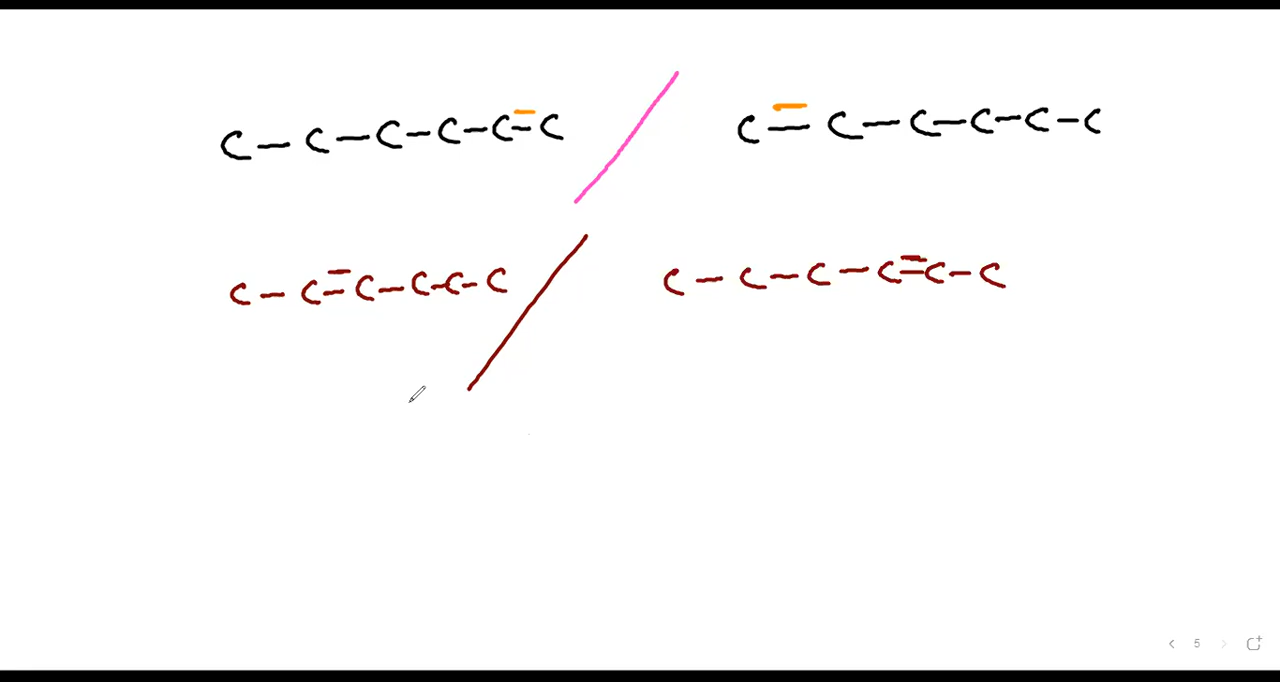 C - C - C - C - C = C / C = C - C - C - C - C
C - C = C - C - C - C / C - C - C - C = C - C
< 5 >